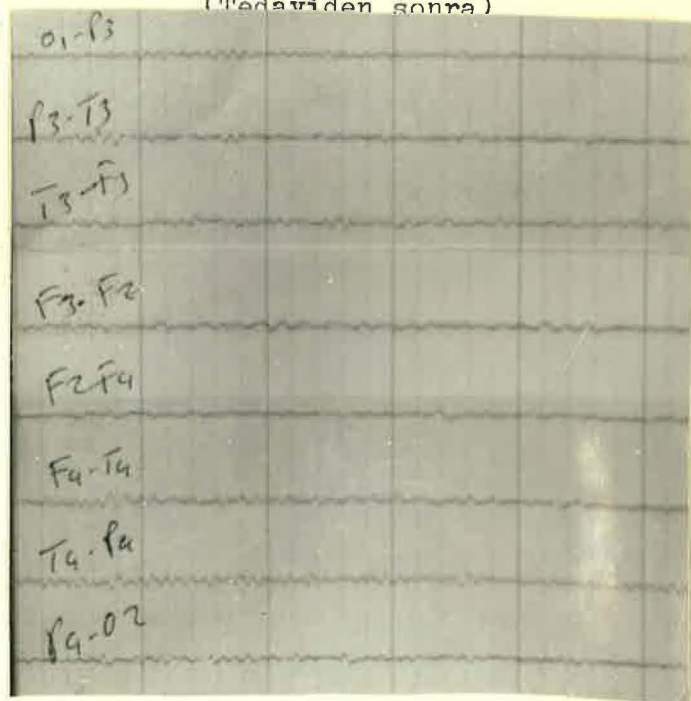 (Tedaviden sonra)
O1-P3
P3-T3
T3-F3
F3-Fz
Fz-F4
F4-T4
T4-P4
P4-O2